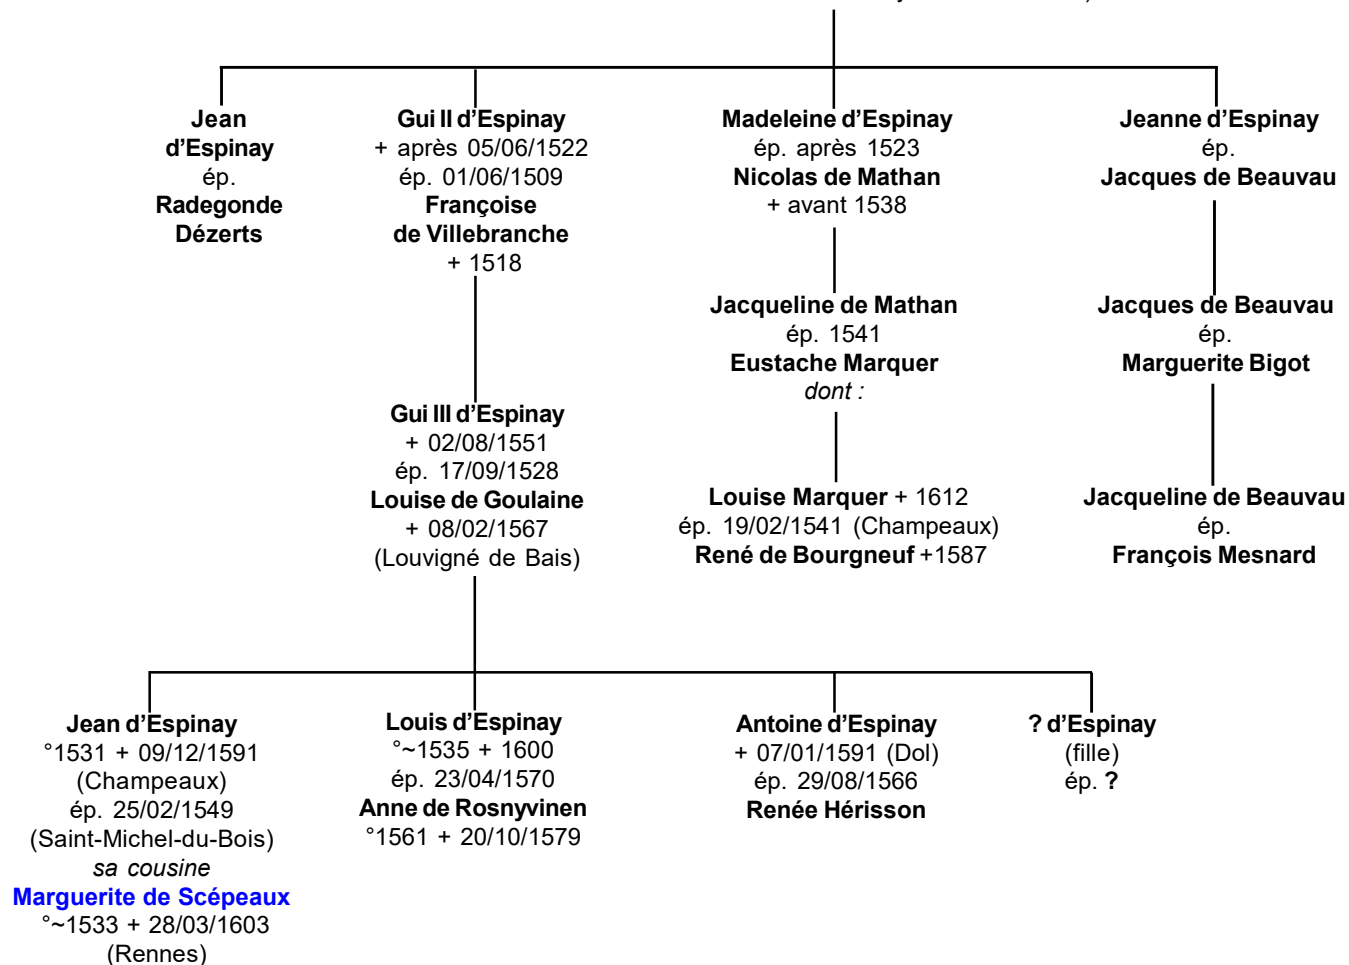 Jean
d'Espinay
ép.
Radegonde
Dézerts
Gui II d'Espinay
+ après 05/06/1522
ép. 01/06/1509
Françoise
de Villebranche
+ 1518
Madeleine d'Espinay
ép. après 1523
Nicolas de Mathan
+ avant 1538
Jeanne d'Espinay
ép.
Jacques de Beauvau
Jacqueline de Mathan
ép. 1541
Eustache Marquer
dont :
Jacques de Beauvau
ép.
Marguerite Bigot
Gui III d'Espinay
+ 02/08/1551
ép. 17/09/1528
Louise de Goulaine
+ 08/02/1567
(Louvigné de Bais)
Louise Marquer + 1612
ép. 19/02/1541 (Champeaux)
René de Bourgneuf +1587
Jacqueline de Beauvau
ép.
François Mesnard
Jean d'Espinay
°1531 + 09/12/1591
(Champeaux)
ép. 25/02/1549
(Saint-Michel-du-Bois)
sa cousine
Marguerite de Scépeaux
°~1533 + 28/03/1603
(Rennes)
Louis d'Espinay
°~1535 + 1600
ép. 23/04/1570
Anne de Rosnyvinen
°1561 + 20/10/1579
Antoine d'Espinay
+ 07/01/1591 (Dol)
ép. 29/08/1566
Renée Hérisson
? d'Espinay
(fille)
ép. ?